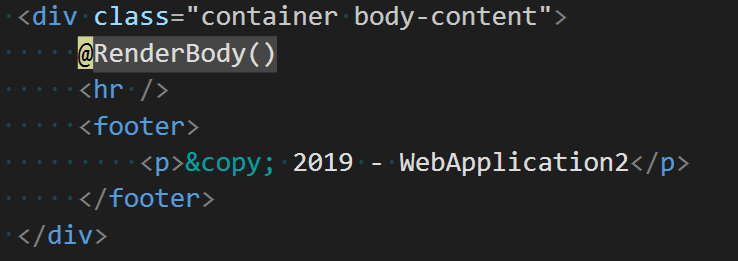 <div class="container body-content">
@RenderBody()
<hr />
<footer>
<p>&copy; 2019 - WebApplication2</p>
</footer>
</div>